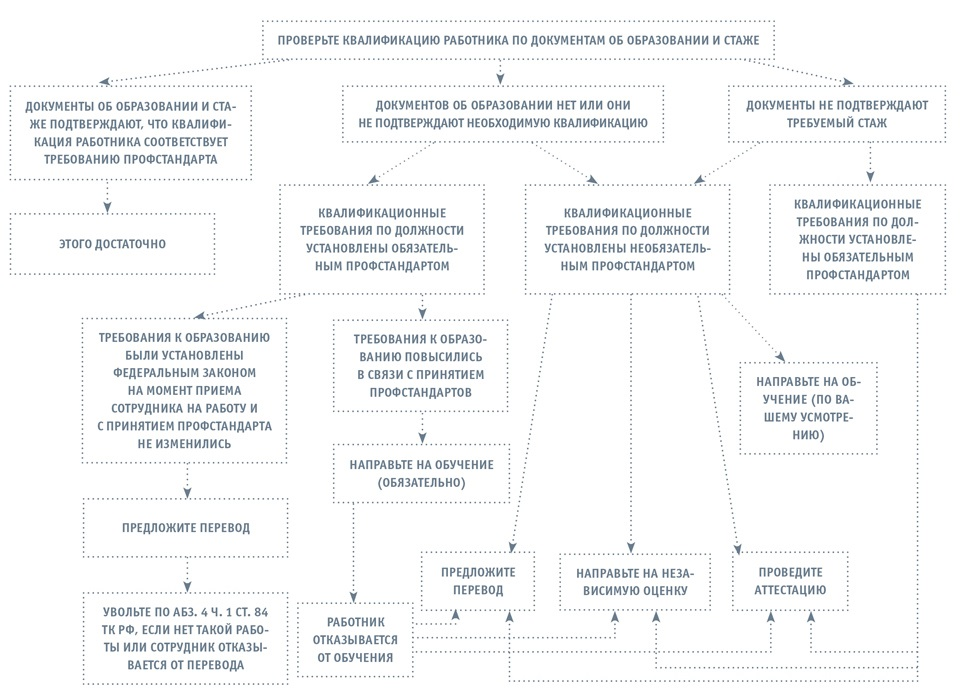 ПРОВЕРЬТЕ КВАЛИФИКАЦИЮ РАБОТНИКА ПО ДОКУМЕНТАМ ОБ ОБРАЗОВАНИИ И СТАЖЕ
ДОКУМЕНТЫ ОБ ОБРАЗОВАНИИ И СТА-
ЖЕ ПОДТВЕРЖДАЮТ, ЧТО КВАЛИФИ-
КАЦИЯ РАБОТНИКА СООТВЕТСТВУЕТ
ТРЕБОВАНИЮ ПРОФСТАНДАРТА
ДОКУМЕНТОВ ОБ ОБРАЗОВАНИИ НЕТ ИЛИ ОНИ
НЕ ПОДТВЕРЖДАЮТ НЕОБХОДИМУЮ КВАЛИФИКАЦИЮ
ДОКУМЕНТЫ НЕ ПОДТВЕРЖДАЮТ
ТРЕБУЕМЫЙ СТАЖ
ЭТОГО ДОСТАТОЧНО
КВАЛИФИКАЦИОННЫЕ
ТРЕБОВАНИЯ ПО ДОЛЖНОСТИ
УСТАНОВЛЕНЫ ОБЯЗАТЕЛЬ-
НЫМ ПРОФСТАНДАРТОМ
КВАЛИФИКАЦИОННЫЕ
ТРЕБОВАНИЯ ПО ДОЛЖНОСТИ
УСТАНОВЛЕНЫ НЕОБЯЗАТЕЛЬ-
НЫМ ПРОФСТАНДАРТОМ
КВАЛИФИКАЦИОННЫЕ
ТРЕБОВАНИЯ ПО ДОЛ-
ЖНОСТИ УСТАНОВЛЕ-
НЫ ОБЯЗАТЕЛЬНЫМ
ПРОФСТАНДАРТОМ
ТРЕБОВАНИЯ К ОБРАЗОВАНИЮ
БЫЛИ УСТАНОВЛЕНЫ
ФЕДЕРАЛЬНЫМ ЗАКОНОМ
НА МОМЕНТ ПРИЕМА
СОТРУДНИКА НА РАБОТУ И
С ПРИНЯТИЕМ ПРОФСТАНДАРТА
НЕ ИЗМЕНИЛИСЬ
ТРЕБОВАНИЯ К ОБРАЗО-
ВАНИЮ ПОВЫСИЛИСЬ
В СВЯЗИ С ПРИНЯТИЕМ
ПРОФСТАНДАРТОВ
НАПРАВЬТЕ НА ОБ-
УЧЕНИЕ (ПО ВА-
ШЕМУ УСМОТРЕ-
НИЮ)
НАПРАВЬТЕ НА ОБУЧЕНИЕ
(ОБЯЗАТЕЛЬНО)
ПРЕДЛОЖИТЕ ПЕРЕВОД
ПРЕДЛОЖИТЕ
ПЕРЕВОД
НАПРАВЬТЕ НА НЕЗА-
ВИСИМУЮ ОЦЕНКУ
ПРОВЕДИТЕ
АТТЕСТАЦИЮ
УВОЛЬТЕ ПО АБЗ. 4 Ч. 1 СТ. 84
ТК РФ, ЕСЛИ НЕТ ТАКОЙ РАБО-
ТЫ ИЛИ СОТРУДНИК ОТКАЗЫ-
ВАЕТСЯ ОТ ПЕРЕВОДА
РАБОТНИК
ОТКАЗЫВАЕТСЯ
ОТ ОБУЧЕНИЯ